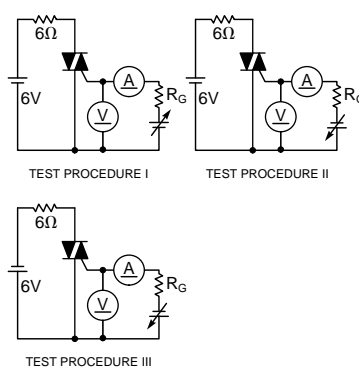 6Ω
A
RG
V
6V
TEST PROCEDURE I
6Ω
A
RG
V
6V
TEST PROCEDURE II
6Ω
A
RG
V
6V
TEST PROCEDURE III